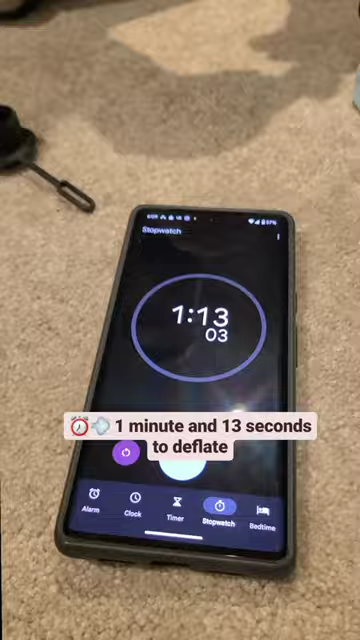 Stopwatch
1:13
03
⏰💨 1 minute and 13 seconds
to deflate
Alarm
Clock
Timer
Stopwatch
Bedtime